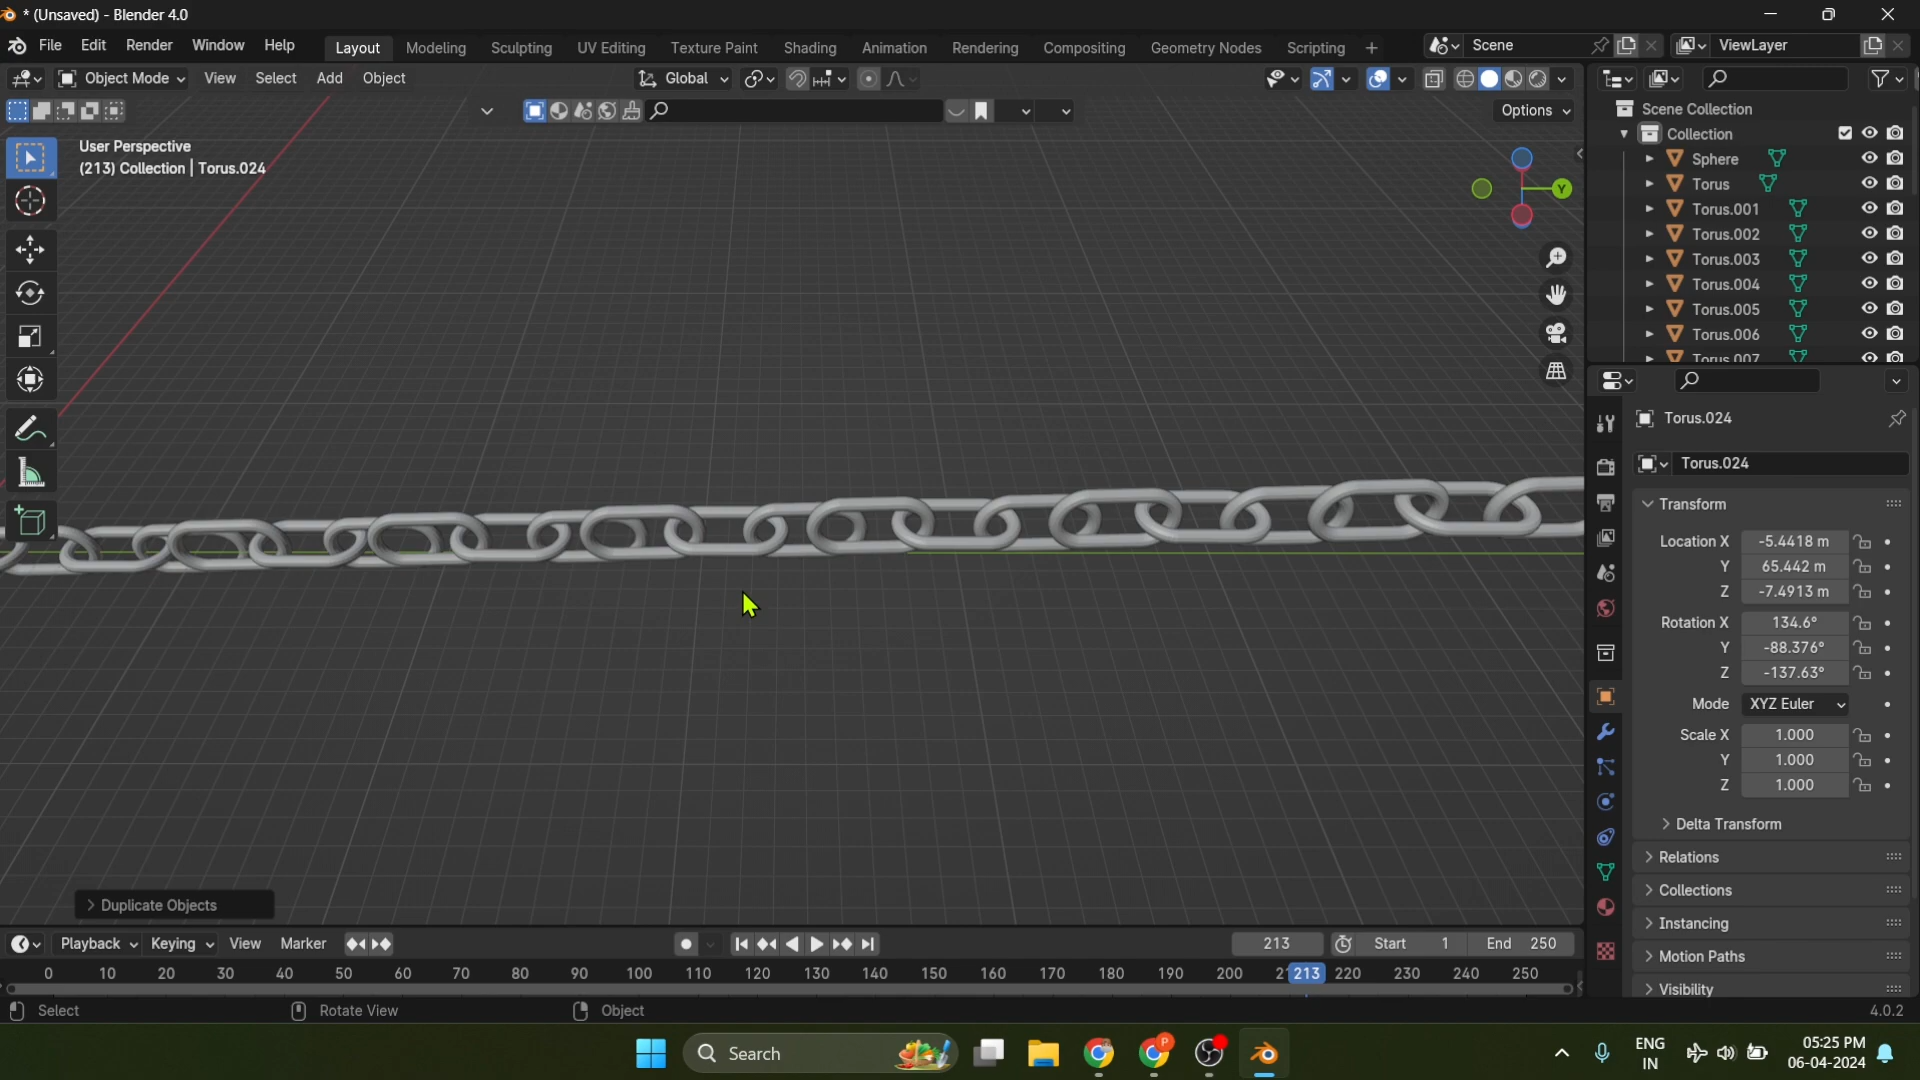 * (Unsaved) - Blender 4.0
File Edit Render Window Help Layout Modeling Sculpting UV Editing Texture Paint Shading Animation Rendering Compositing Geometry Nodes Scripting + Scene ViewLayer
Object Mode View Select Add Object Global
Options
User Perspective
(213) Collection | Torus.024
Y
Scene Collection
Collection
Sphere
Torus
Torus.001
Torus.002
Torus.003
Torus.004
Torus.005
Torus.006
Torus.007
Torus.024
Torus.024
Transform
Location X -5.4418 m
Y 65.442 m
Z -7.4913 m
Rotation X 134.6°
Y -88.376°
Z -137.63°
Mode XYZ Euler
Scale X 1.000
Y 1.000
Z 1.000
Delta Transform
Relations
Collections
Instancing
Motion Paths
Visibility
Duplicate Objects
Playback Keying View Marker 213 Start 1 End 250
0 10 20 30 40 50 60 70 80 90 100 110 120 130 140 150 160 170 180 190 200 213 220 230 240 250
Select Rotate View Object 4.0.2
Search P ENG IN 05:25 PM 06-04-2024